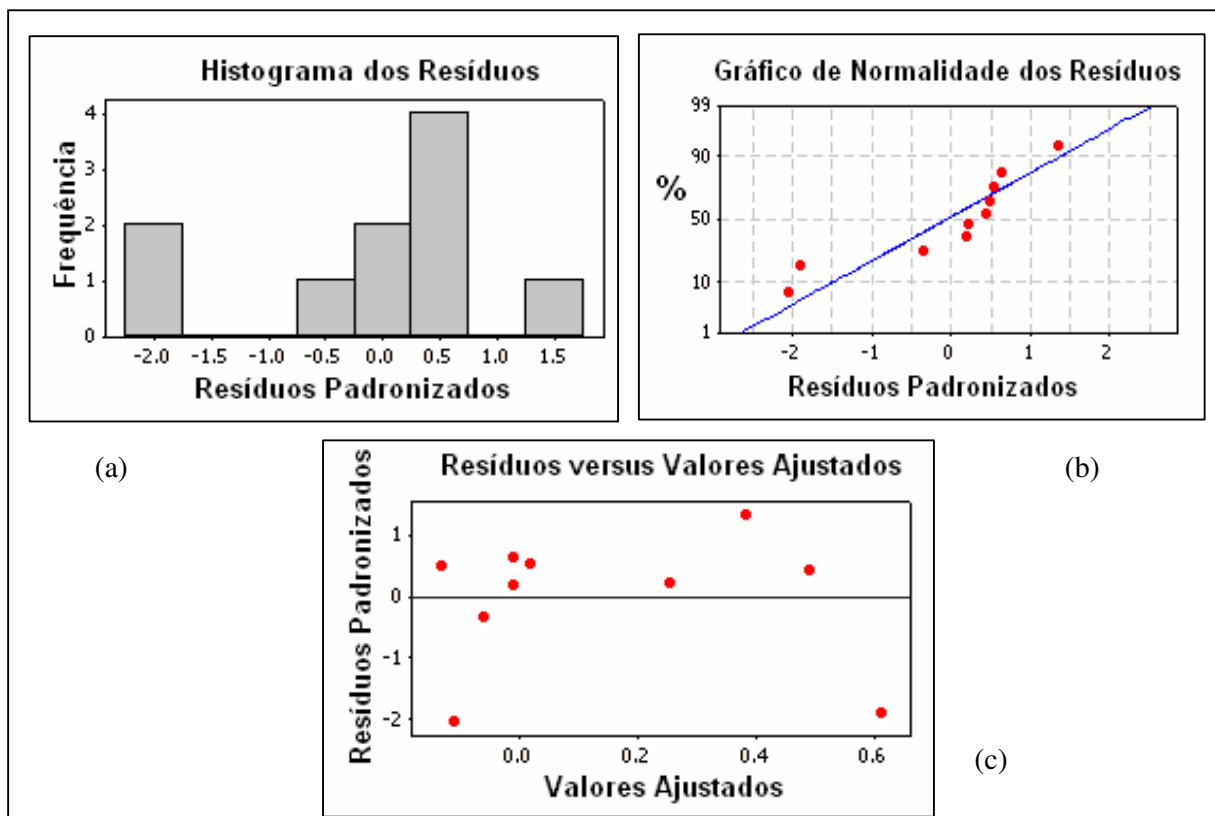 Histograma dos Resíduos
Frequência
4
3
2
1
0
-2.0 -1.5 -1.0 -0.5 0.0 0.5 1.0 1.5
Resíduos Padronizados
(a)
Gráfico de Normalidade dos Resíduos
%
99
90
50
10
1
-2 -1 0 1 2
Resíduos Padronizados
(b)
Resíduos versus Valores Ajustados
Resíduos Padronizados
1
0
-1
-2
0.0 0.2 0.4 0.6
Valores Ajustados
(c)